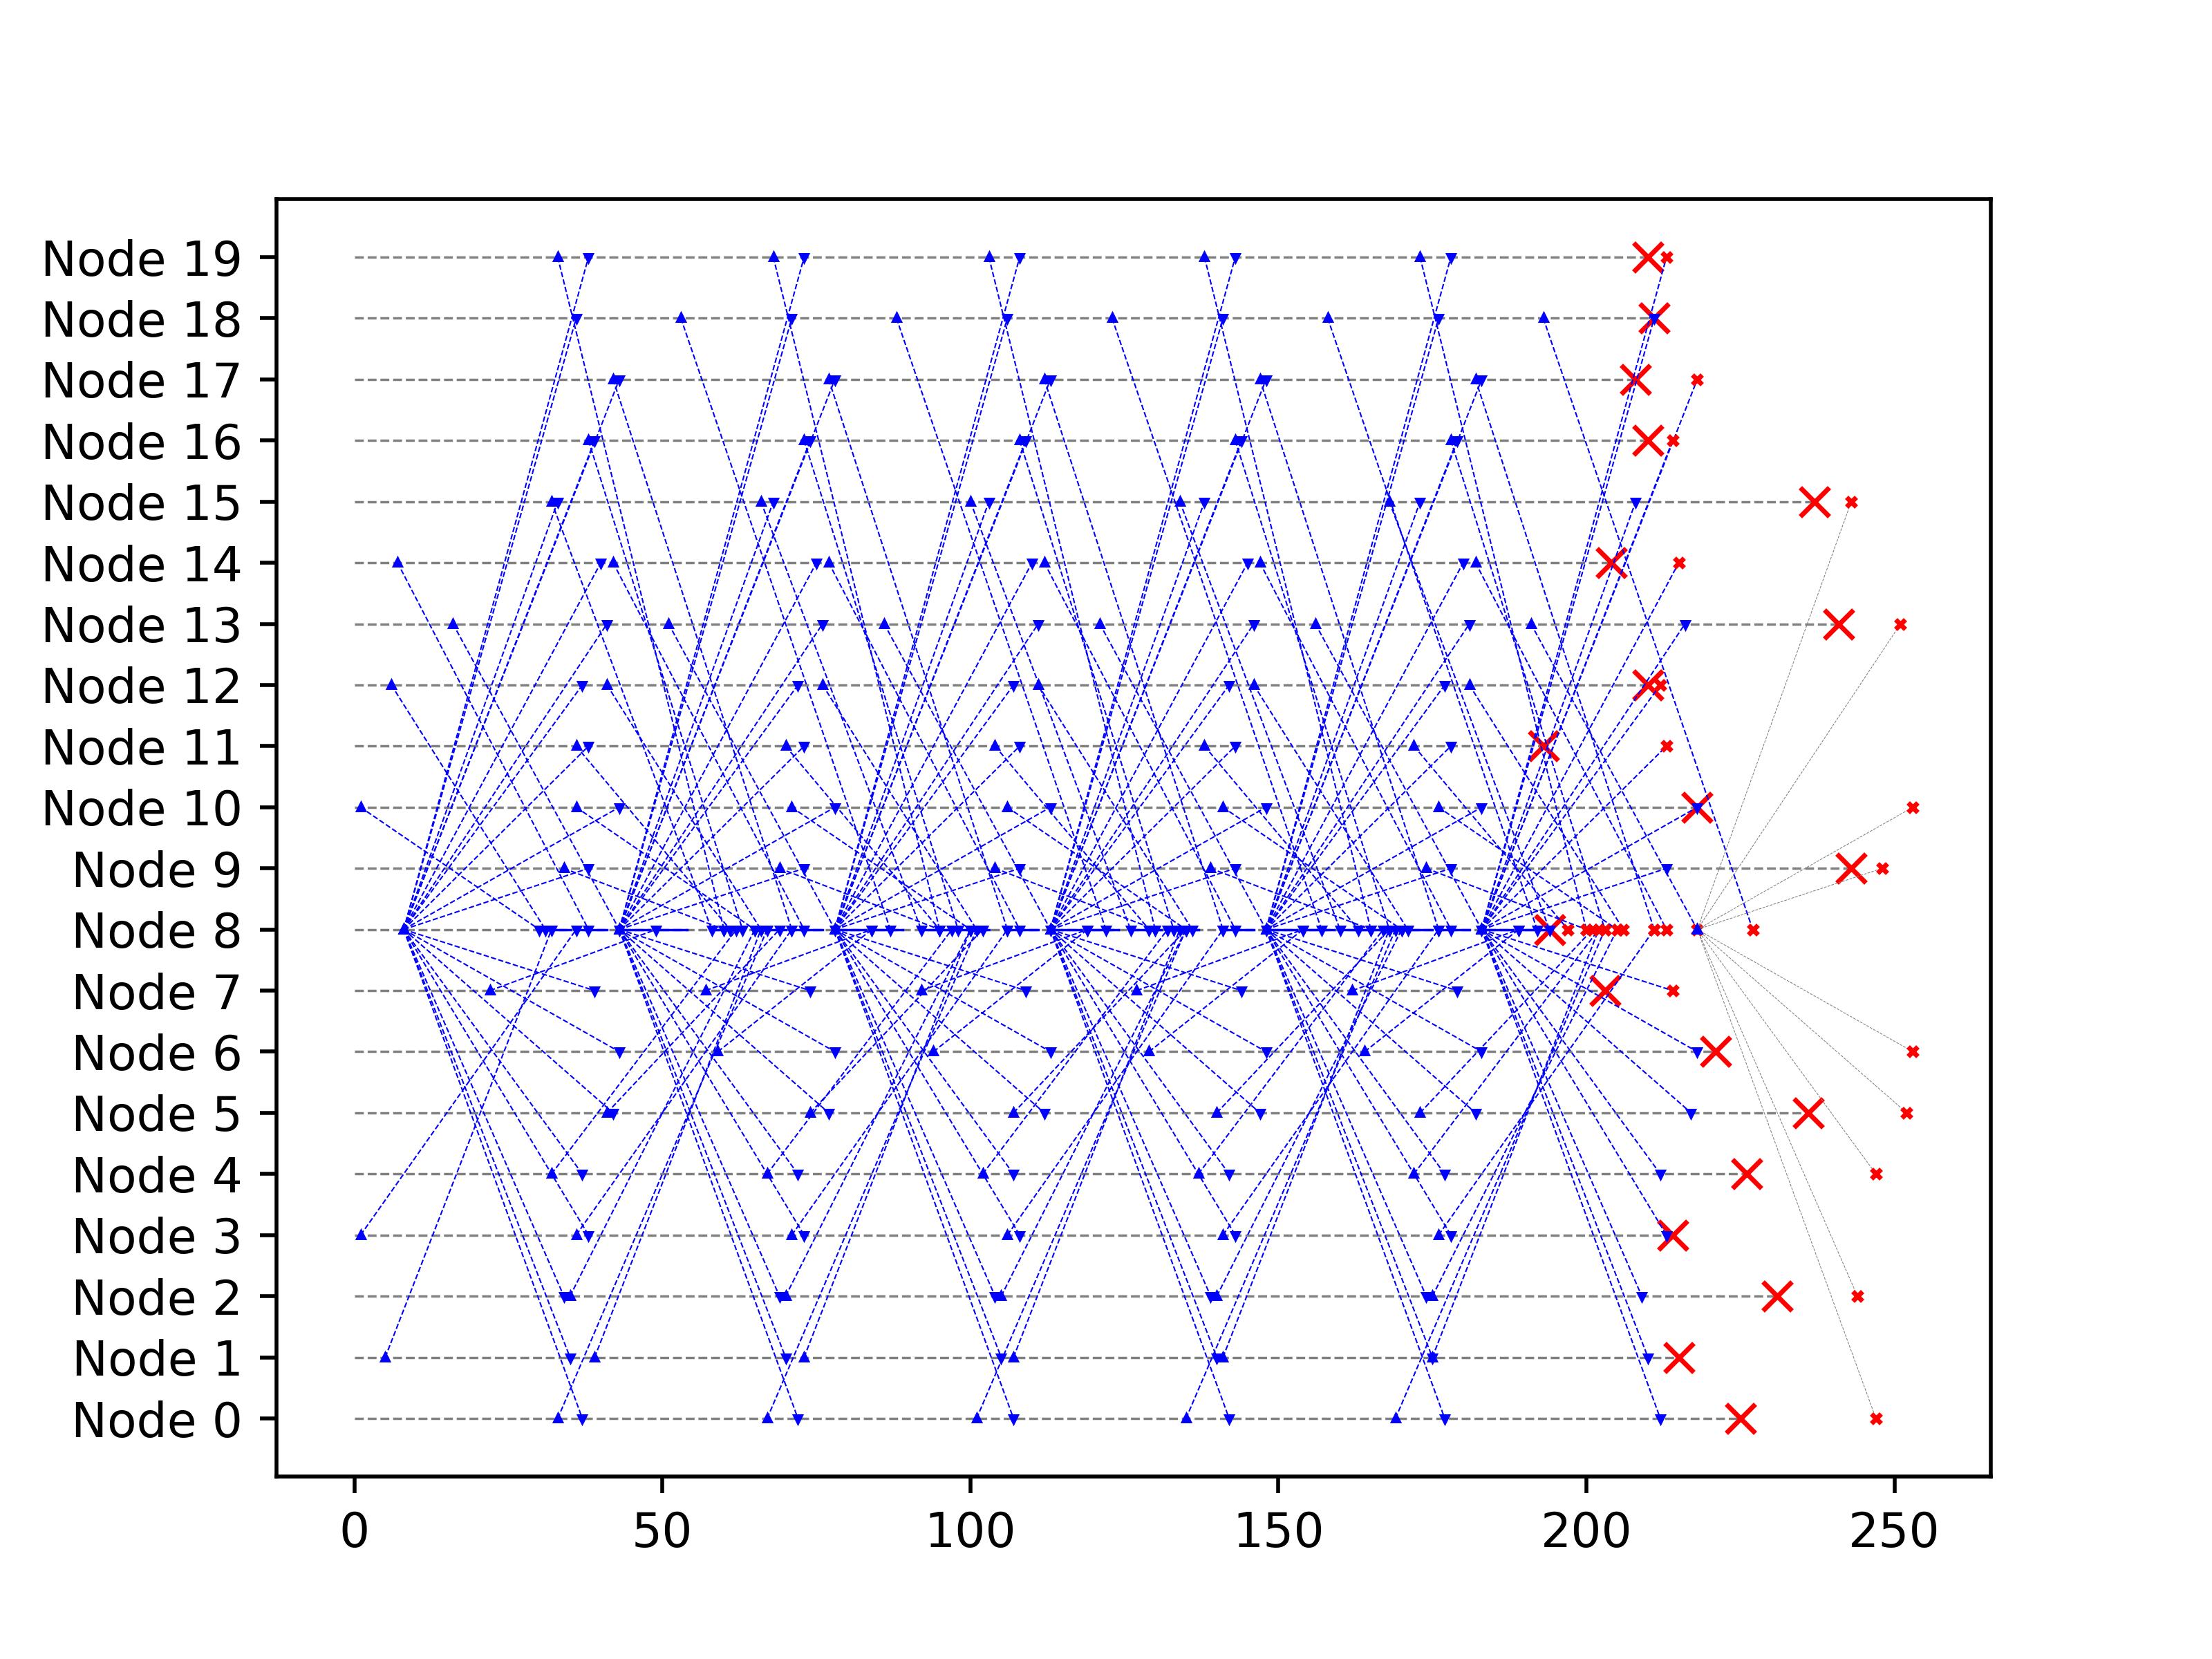 Node 19
Node 18
Node 17
Node 16
Node 15
Node 14
Node 13
Node 12
Node 11
Node 10
Node 9
Node 8
Node 7
Node 6
Node 5
Node 4
Node 3
Node 2
Node 1
Node 0
0 50 100 150 200 250